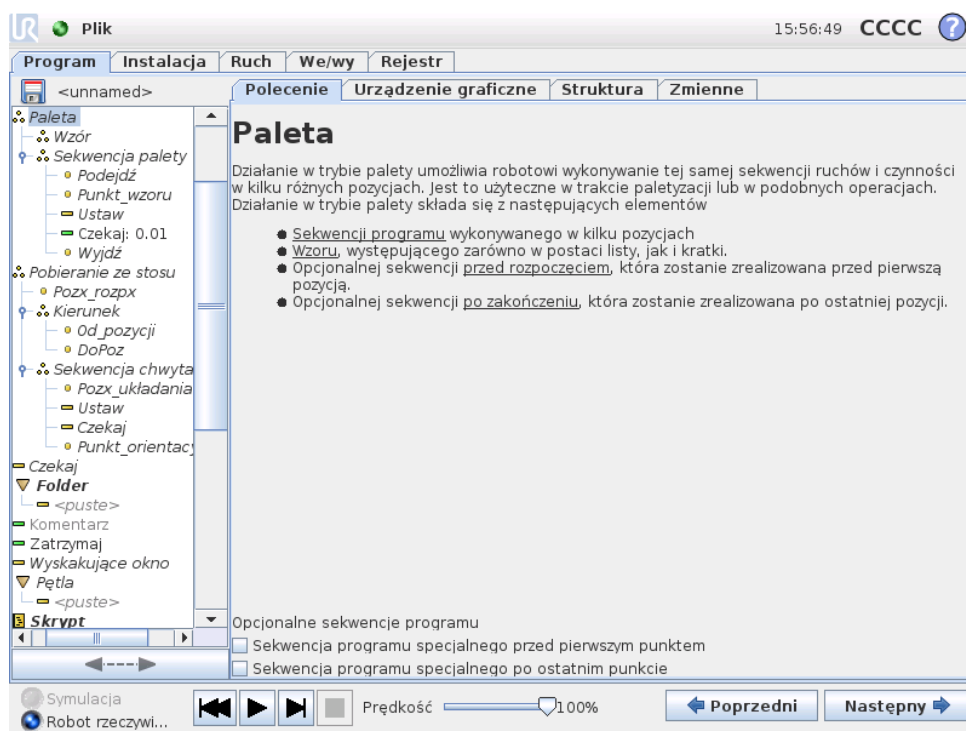 UR Plik 15:56:49 CCCC ?
Program Instalacja Ruch We/wy Rejestr
<unnamed>
Polecenie Urządzenie graficzne Struktura Zmienne
Paleta
Wzór
Sekwencja palety
Podejdź
Punkt_wzoru
Ustaw
Czekaj: 0.01
Wyjdź
Pobieranie ze stosu
Pozx_rozpx
Kierunek
Od_pozycji
DoPoz
Sekwencja chwyta
Pozx_układania
Ustaw
Czekaj
Punkt_orientacy
Czekaj
Folder
<puste>
Komentarz
Zatrzymaj
Wyskakujące okno
Pętla
<puste>
Skrypt
Paleta
Działanie w trybie palety umożliwia robotowi wykonywanie tej samej sekwencji ruchów i czynności
w kilku różnych pozycjach. Jest to użyteczne w trakcie paletyzacji lub w podobnych operacjach.
Działanie w trybie palety składa się z następujących elementów
● Sekwencji programu wykonywanego w kilku pozycjach
● Wzoru, występującego zarówno w postaci listy, jak i kratki.
● Opcjonalnej sekwencji przed rozpoczęciem, która zostanie zrealizowana przed pierwszą
pozycją.
● Opcjonalnej sekwencji po zakończeniu, która zostanie zrealizowana po ostatniej pozycji.
Opcjonalne sekwencje programu
Sekwencja programu specjalnego przed pierwszym punktem
Sekwencja programu specjalnego po ostatnim punkcie
Symulacja
Robot rzeczywi...
Prędkość 100%
Poprzedni Następny